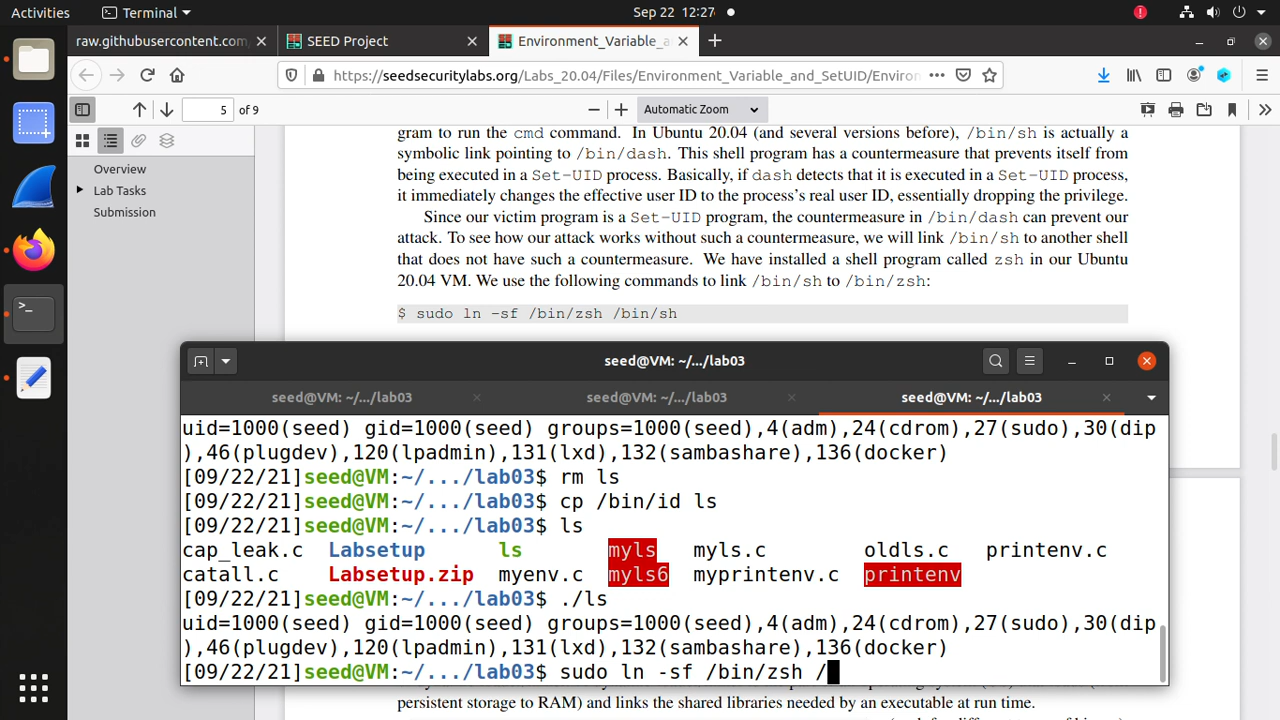 Activities
Terminal
Sep 22 12:27
raw.githubusercontent.com
SEED Project
Environment_Variable_a
https://seedsecuritylabs.org/Labs_20.04/Files/Environment_Variable_and_SetUID/Environ
5
of 9
Automatic Zoom
Overview
Lab Tasks
Submission
gram to run the cmd command. In Ubuntu 20.04 (and several versions before), /bin/sh is actually a
symbolic link pointing to /bin/dash. This shell program has a countermeasure that prevents itself from
being executed in a Set-UID process. Basically, if dash detects that it is executed in a Set-UID process,
it immediately changes the effective user ID to the process's real user ID, essentially dropping the privilege.
Since our victim program is a Set-UID program, the countermeasure in /bin/dash can prevent our
attack. To see how our attack works without such a countermeasure, we will link /bin/sh to another shell
that does not have such a countermeasure. We have installed a shell program called zsh in our Ubuntu
20.04 VM. We use the following commands to link /bin/sh to /bin/zsh:
$ sudo ln -sf /bin/zsh /bin/sh
seed@VM: ~/.../lab03
seed@VM: ~/.../lab03
seed@VM: ~/.../lab03
seed@VM: ~/.../lab03
uid=1000(seed) gid=1000(seed) groups=1000(seed),4(adm),24(cdrom),27(sudo),30(dip
),46(plugdev),120(lpadmin),131(lxd),132(sambashare),136(docker)
[09/22/21]seed@VM:~/.../lab03$ rm ls
[09/22/21]seed@VM:~/.../lab03$ cp /bin/id ls
[09/22/21]seed@VM:~/.../lab03$ ls
cap_leak.c Labsetup ls myls myls.c oldls.c printenv.c
catall.c Labsetup.zip myenv.c myls6 myprintenv.c printenv
[09/22/21]seed@VM:~/.../lab03$ ./ls
uid=1000(seed) gid=1000(seed) groups=1000(seed),4(adm),24(cdrom),27(sudo),30(dip
),46(plugdev),120(lpadmin),131(lxd),132(sambashare),136(docker)
[09/22/21]seed@VM:~/.../lab03$ sudo ln -sf /bin/zsh /
persistent storage to RAM) and links the shared libraries needed by an executable at run time.